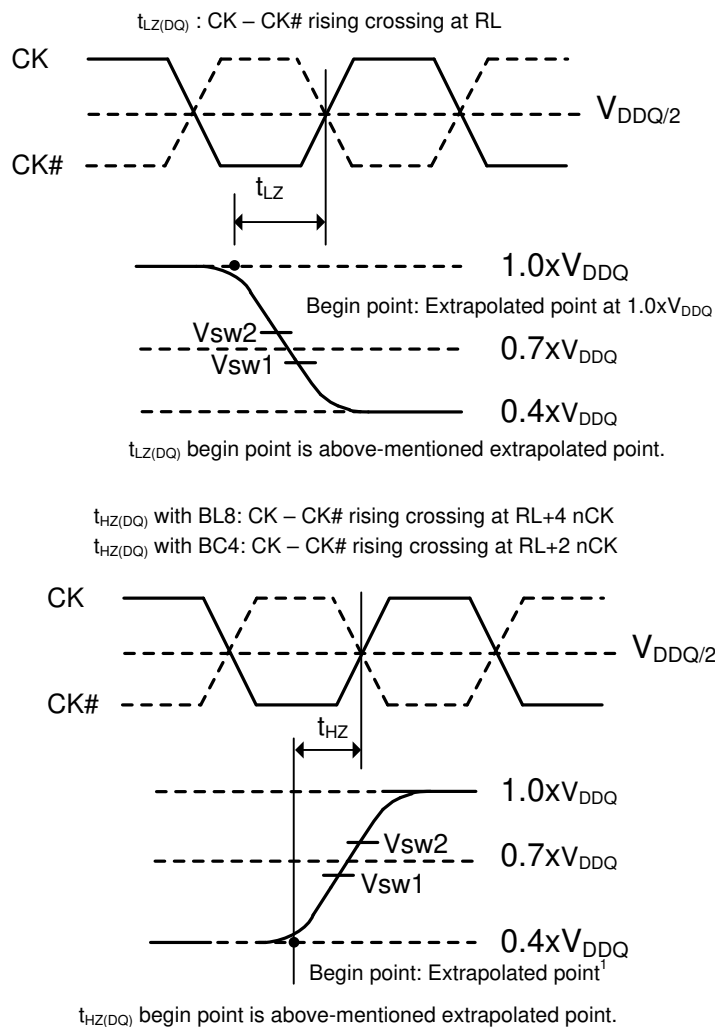 tLZ(DQ) : CK – CK# rising crossing at RL
CK
VDDQ/2
CK#
tLZ
1.0xVDDQ
Begin point: Extrapolated point at 1.0xVDDQ
Vsw2
0.7xVDDQ
Vsw1
0.4xVDDQ
tLZ(DQ) begin point is above-mentioned extrapolated point.
tHZ(DQ) with BL8: CK – CK# rising crossing at RL+4 nCK
tHZ(DQ) with BC4: CK – CK# rising crossing at RL+2 nCK
CK
VDDQ/2
CK#
tHZ
1.0xVDDQ
Vsw2
0.7xVDDQ
Vsw1
0.4xVDDQ
Begin point: Extrapolated point1
tHZ(DQ) begin point is above-mentioned extrapolated point.